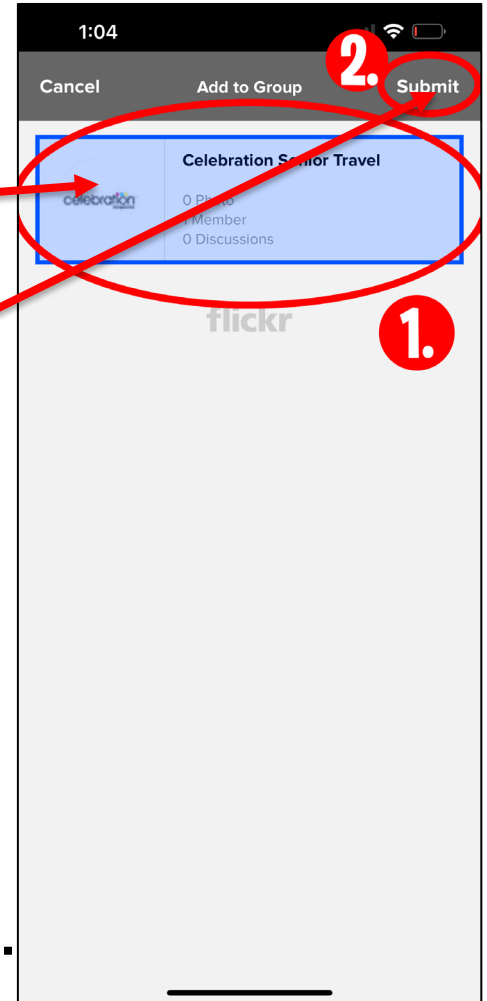 1:04
2.
Cancel
Add to Group
Submit
Celebration Senior Travel
celebration
0 Photo
1 Member
0 Discussions
flickr
1.
.